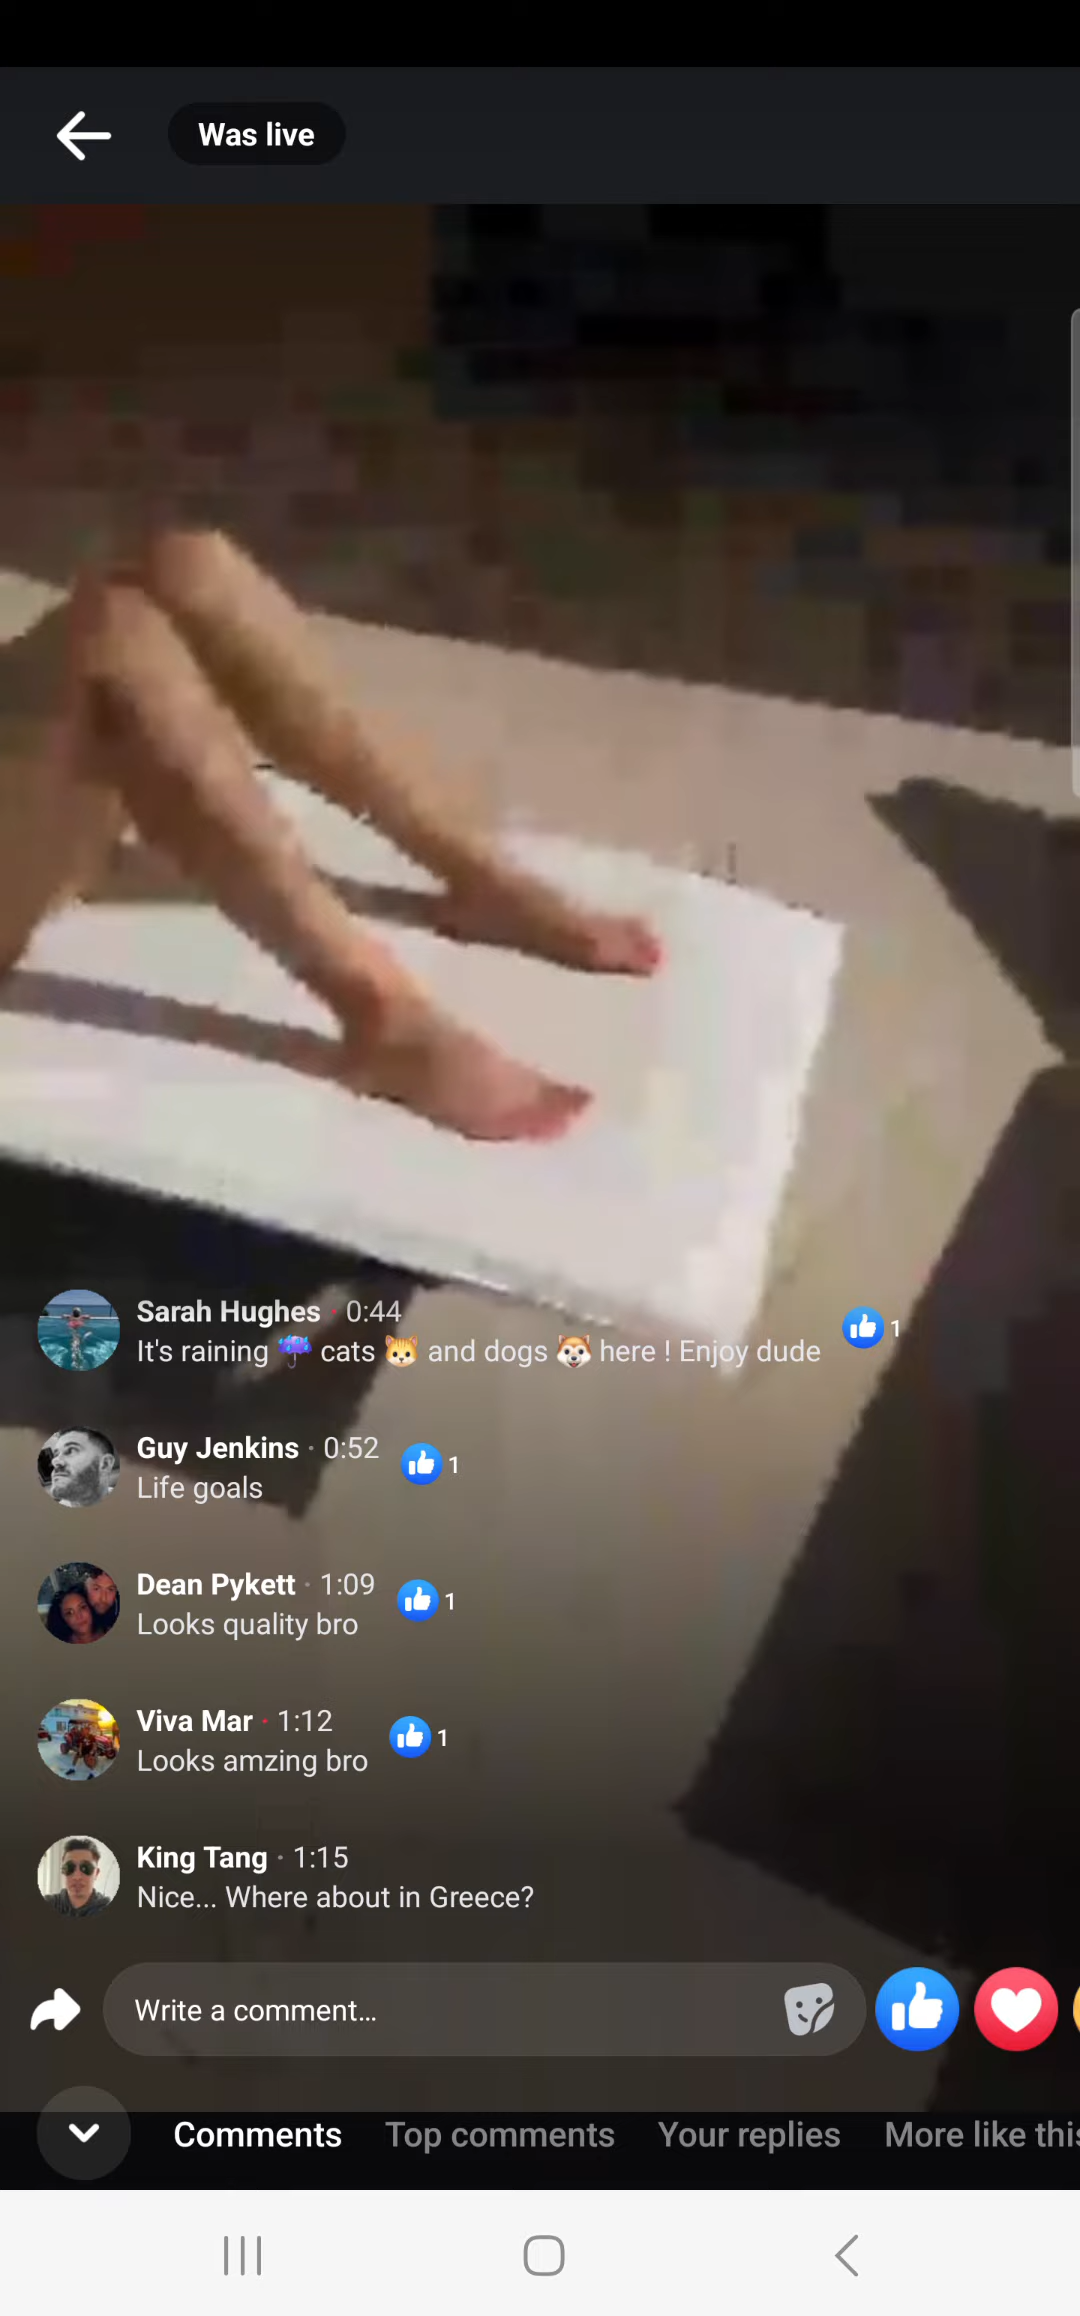 Was live
Sarah Hughes · 0:44
It's raining ☔ cats 🐱 and dogs 🐶 here ! Enjoy dude
1
Guy Jenkins · 0:52
Life goals
1
Dean Pykett · 1:09
Looks quality bro
1
Viva Mar · 1:12
Looks amzing bro
1
King Tang · 1:15
Nice... Where about in Greece?
Write a comment...
Comments Top comments Your replies More like this